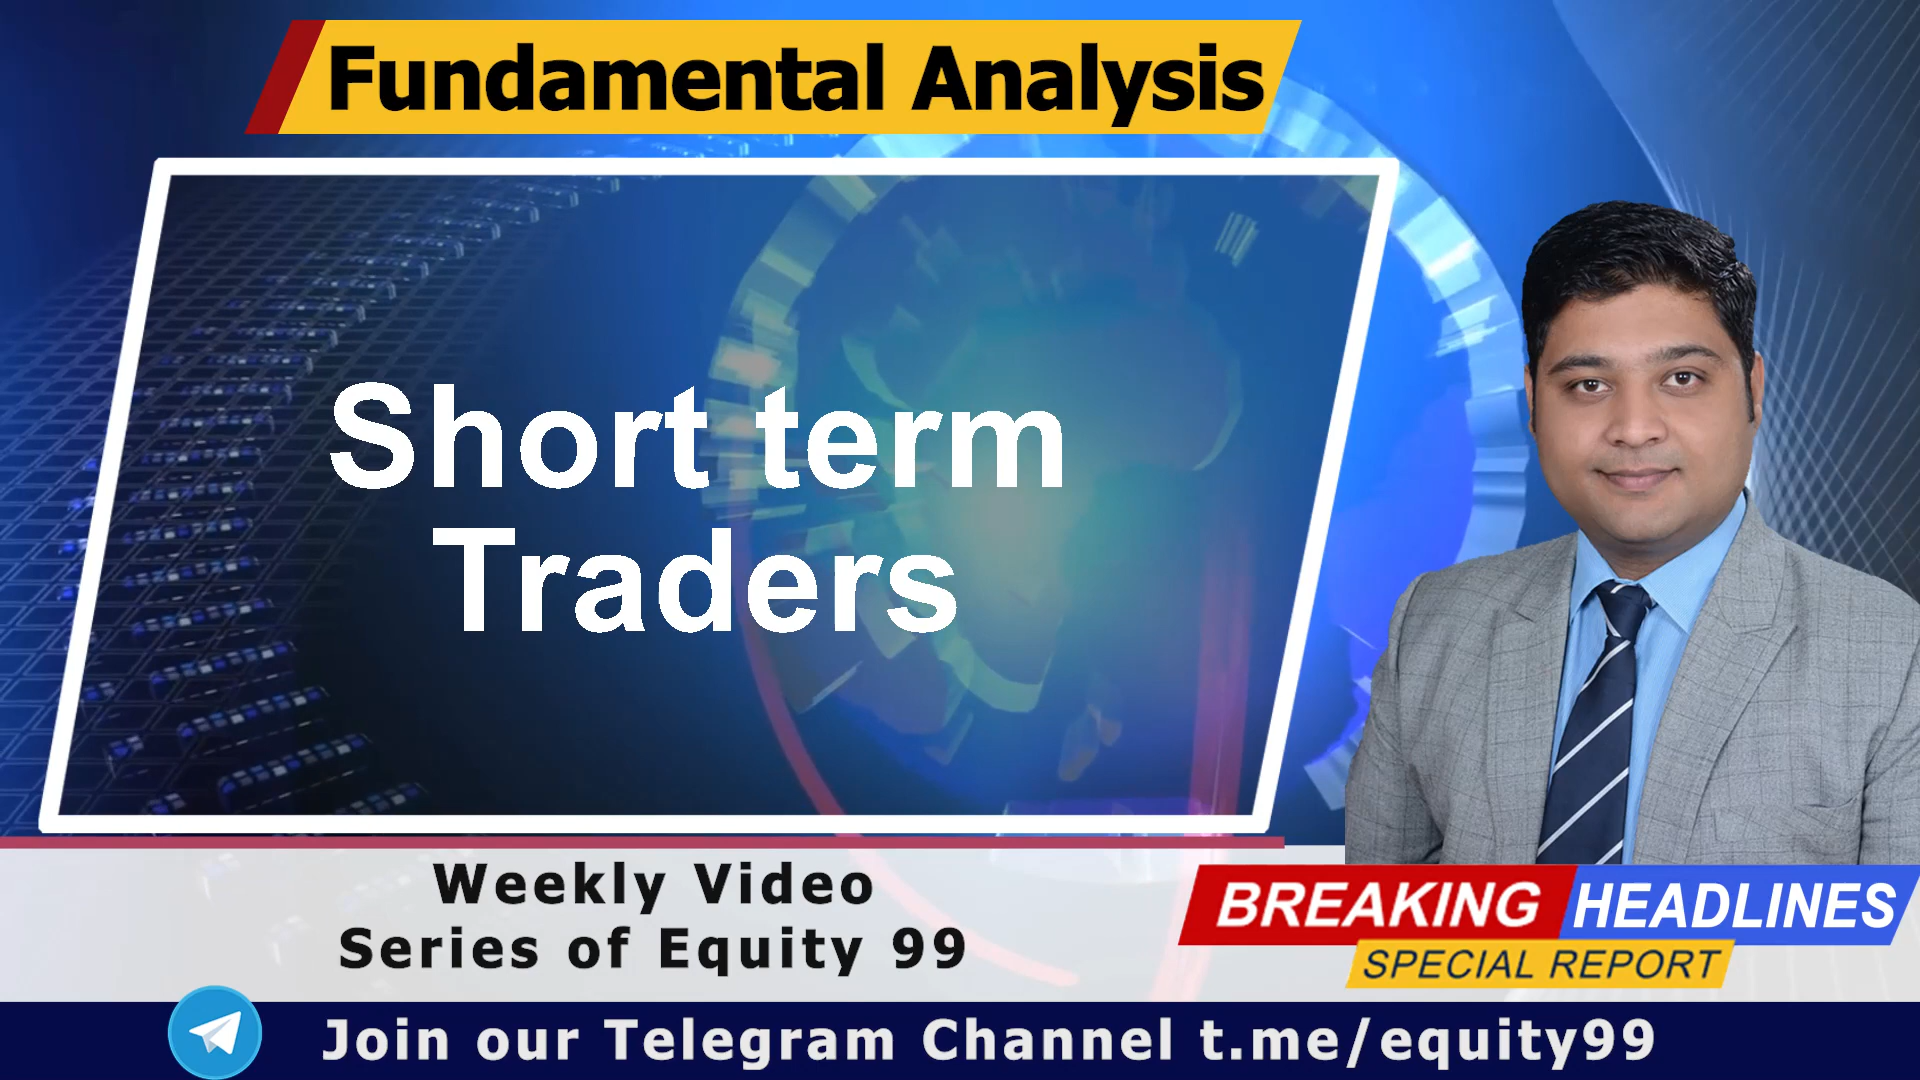 Fundamental Analysis
Short term
Traders
Weekly Video
Series of Equity 99
BREAKING HEADLINES
SPECIAL REPORT
Join our Telegram Channel t.me/equity99